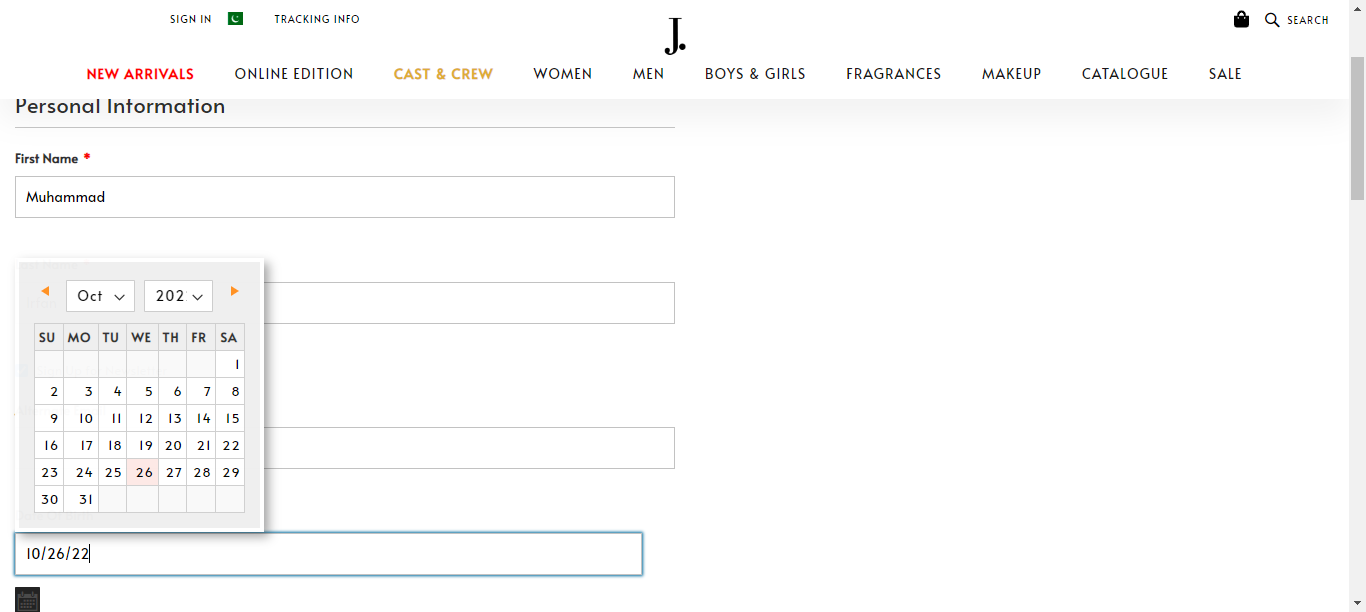 SIGN IN TRACKING INFO SEARCH
J.
NEW ARRIVALS ONLINE EDITION CAST & CREW WOMEN MEN BOYS & GIRLS FRAGRANCES MAKEUP CATALOGUE SALE
Personal Information
First Name *
Muhammad
Oct 202
SU MO TU WE TH FR SA
1
2 3 4 5 6 7 8
9 10 11 12 13 14 15
16 17 18 19 20 21 22
23 24 25 26 27 28 29
30 31
10/26/22